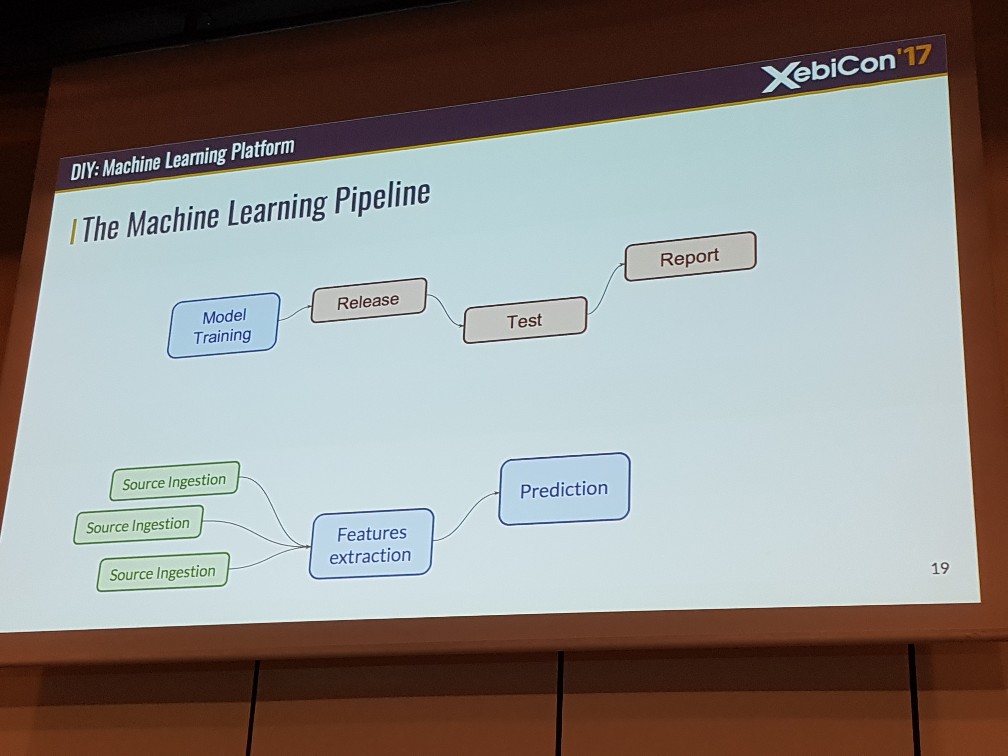 XebiCon'17
DIY: Machine Learning Platform
The Machine Learning Pipeline
Model
Training
Release
Test
Report
Source Ingestion
Source Ingestion
Source Ingestion
Features
extraction
Prediction
19